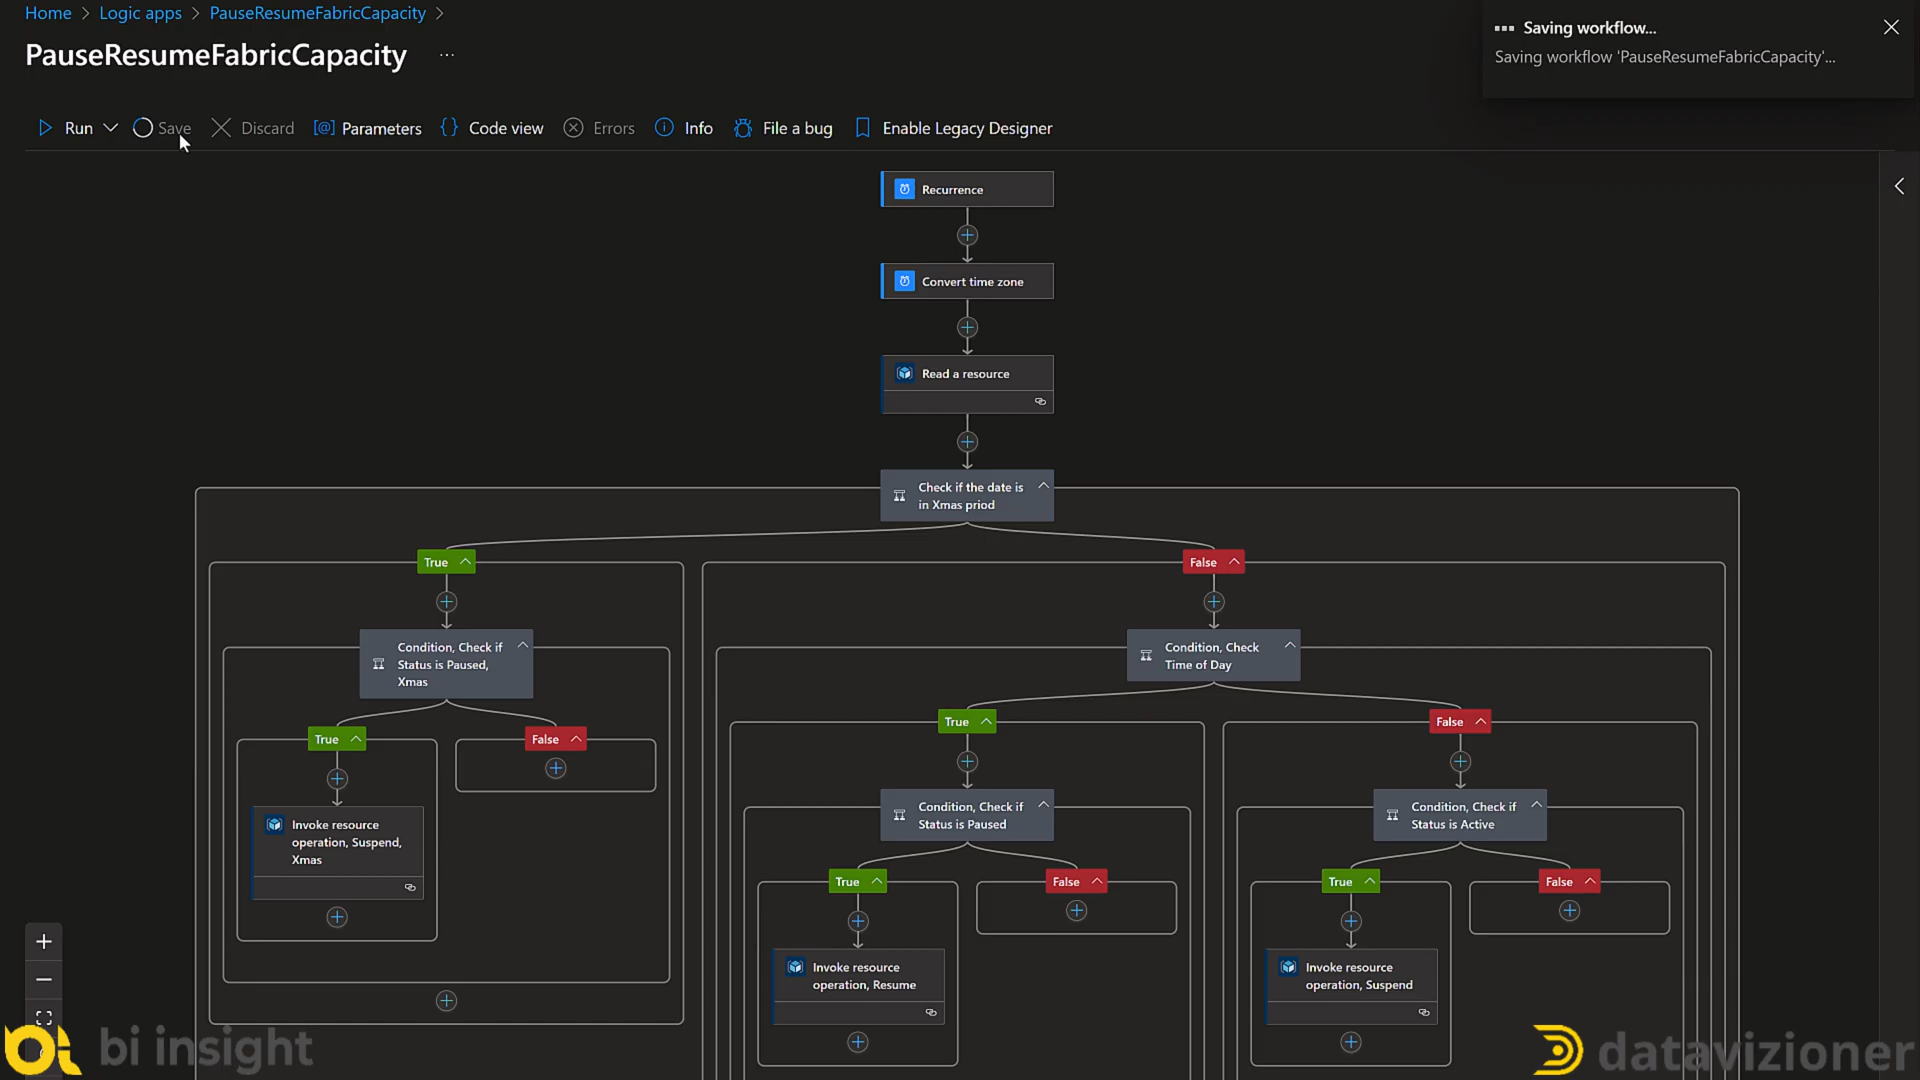 Home > Logic apps > PauseResumeFabricCapacity >
PauseResumeFabricCapacity ...
Saving workflow...
Saving workflow 'PauseResumeFabricCapacity'...
Run Save Discard Parameters Code view Errors Info File a bug Enable Legacy Designer
Recurrence
Convert time zone
Read a resource
Check if the date is
in Xmas priod
True
False
Condition, Check if
Status is Paused,
Xmas
Condition, Check
Time of Day
True
False
True
False
Invoke resource
operation, Suspend,
Xmas
Condition, Check if
Status is Paused
Condition, Check if
Status is Active
True
False
True
False
Invoke resource
operation, Resume
Invoke resource
operation, Suspend
bi insight
datavizioner